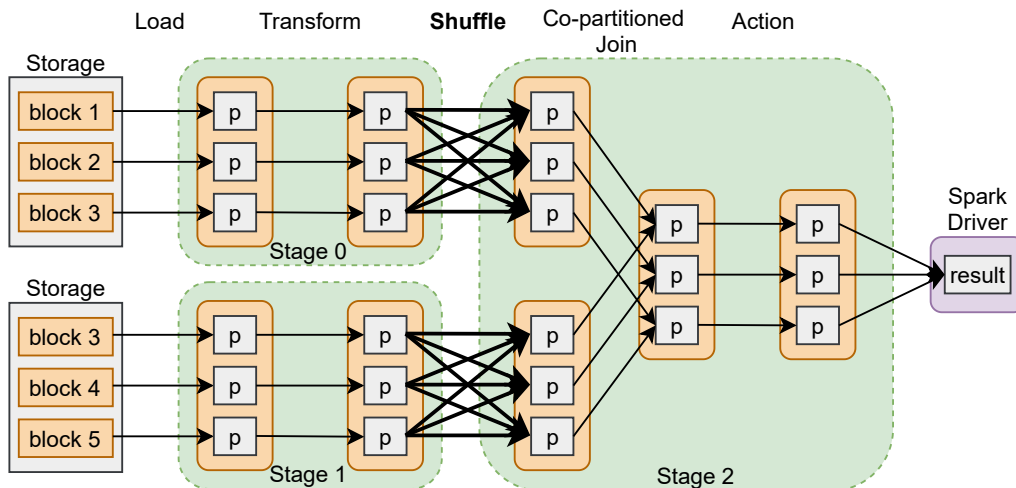 Load
Transform
Shuffle
Co-partitioned
Join
Action
Storage
block 1
block 2
block 3
p
p
p
p
p
p
Stage 0
p
p
p
Storage
block 3
block 4
block 5
p
p
p
p
p
p
Stage 1
p
p
p
p
p
p
p
p
p
Stage 2
Spark
Driver
result